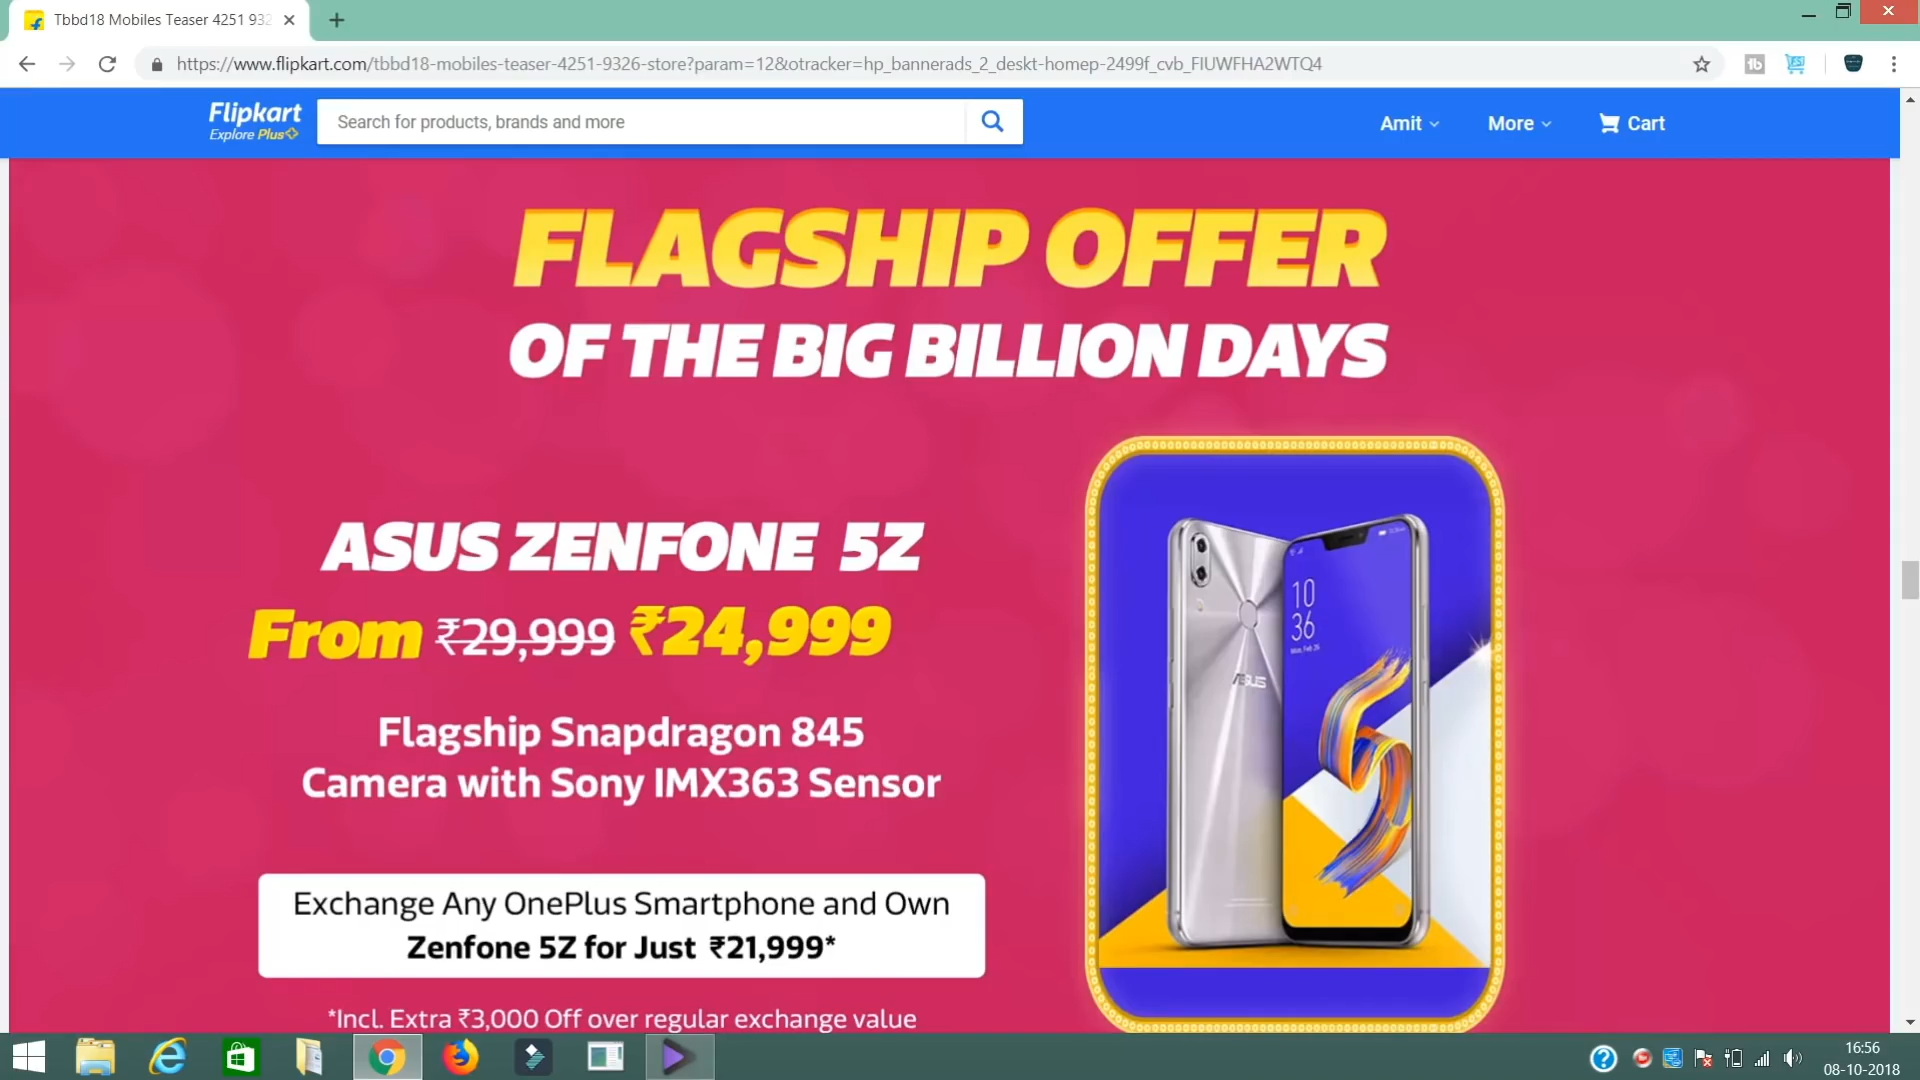 Tbbd18 Mobiles Teaser 4251 932
https://www.flipkart.com/tbbd18-mobiles-teaser-4251-9326-store?param=12&otracker=hp_bannerads_2_deskt-homep-2499f_cvb_FIUWFHA2WTQ4
Flipkart
Explore Plus
Search for products, brands and more
Amit
More
Cart
FLAGSHIP OFFER
OF THE BIG BILLION DAYS
ASUS ZENFONE 5Z
From ₹29,999 ₹24,999
Flagship Snapdragon 845
Camera with Sony IMX363 Sensor
Exchange Any OnePlus Smartphone and Own
Zenfone 5Z for Just ₹21,999*
*Incl. Extra ₹3,000 Off over regular exchange value
10
36
Mon, Feb 26
ASUS
16:56
08-10-2018